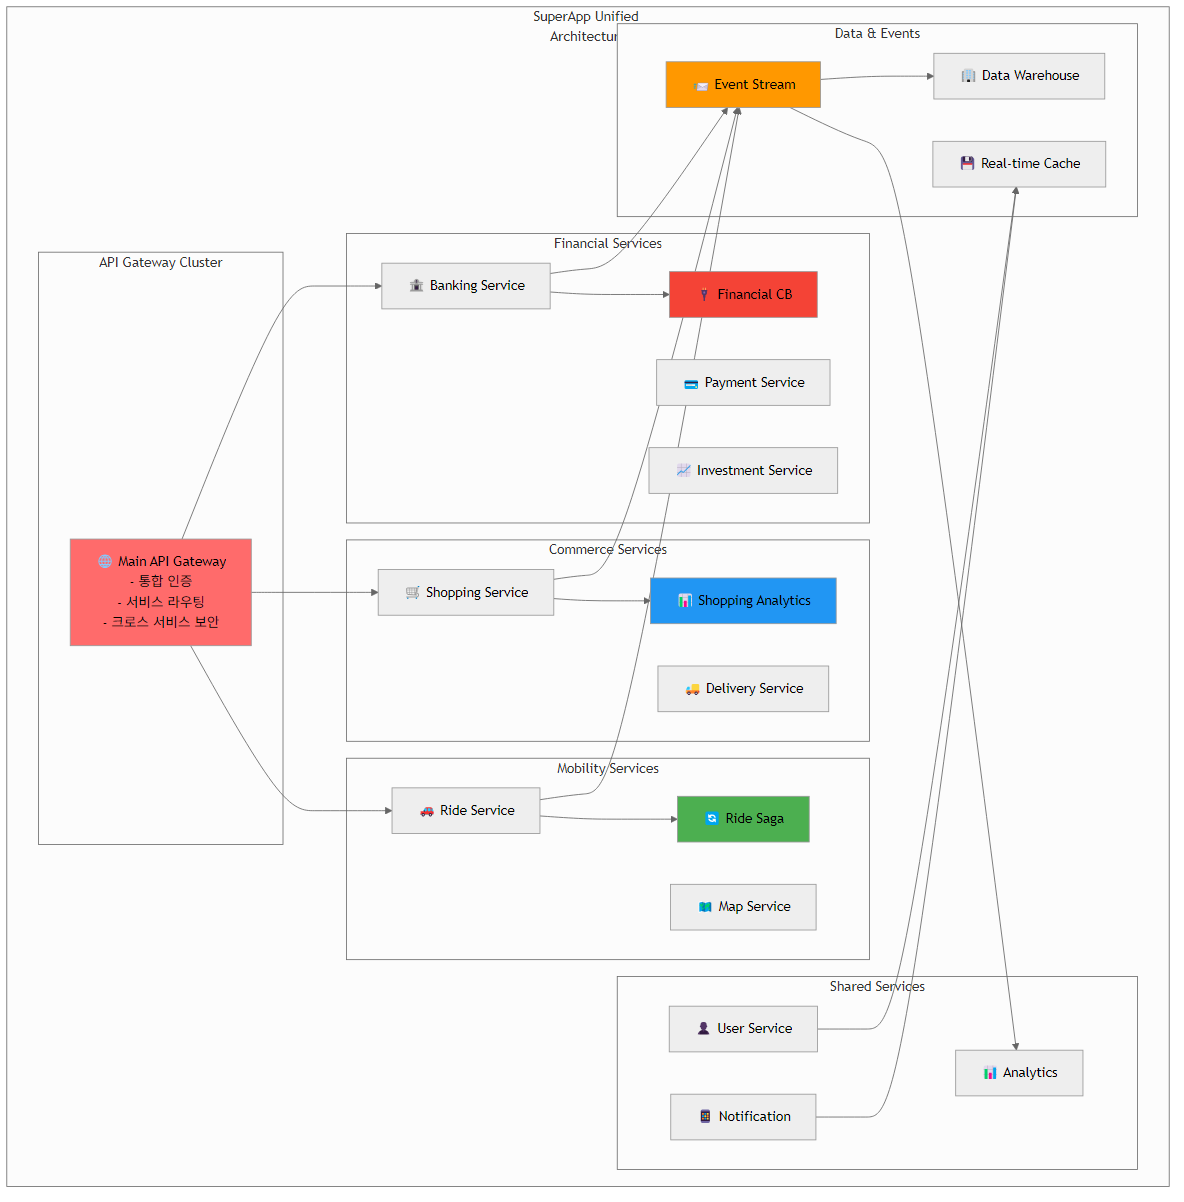 SuperApp Unified
Architectur
Data & Events
Event Stream
Data Warehouse
Real-time Cache
Financial Services
Banking Service
Financial CB
Payment Service
Investment Service
API Gateway Cluster
Main API Gateway
- 통합 인증
- 서비스 라우팅
- 크로스 서비스 보안
Commerce Services
Shopping Service
Shopping Analytics
Delivery Service
Mobility Services
Ride Service
Ride Saga
Map Service
Shared Services
User Service
Analytics
Notification